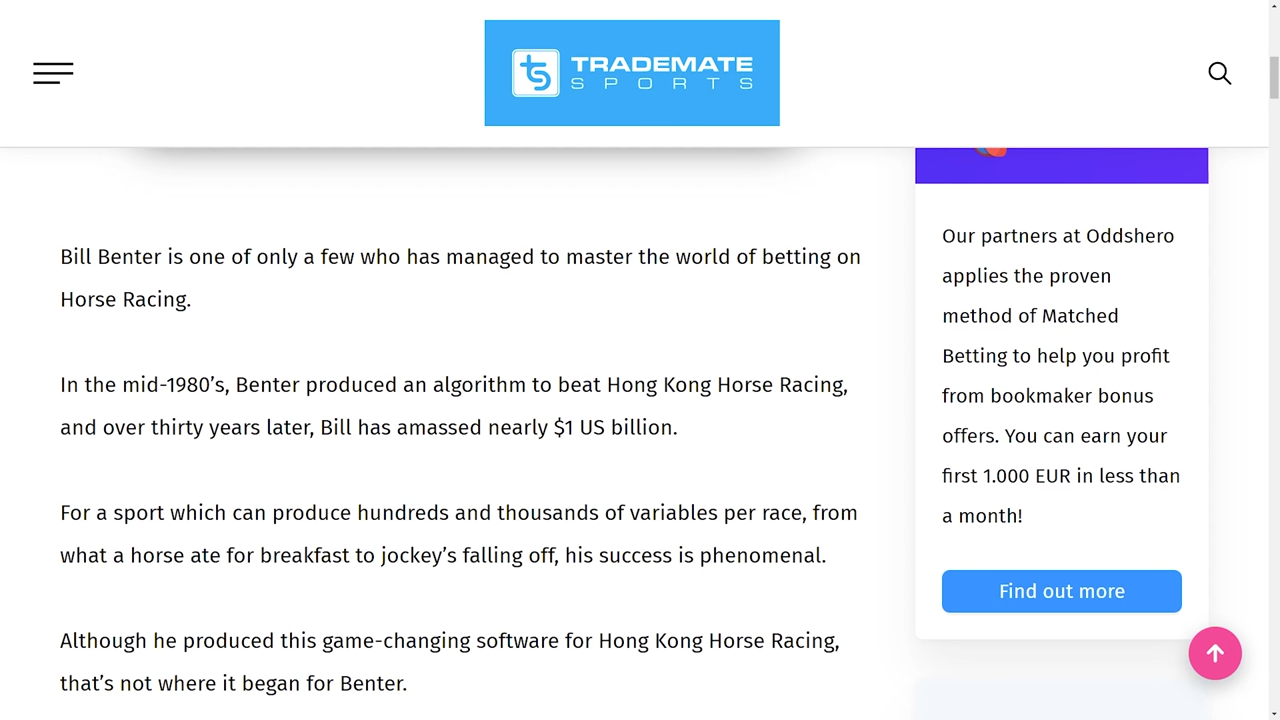 TRADEMATE
SPORTS
Bill Benter is one of only a few who has managed to master the world of betting on
Horse Racing.
In the mid-1980’s, Benter produced an algorithm to beat Hong Kong Horse Racing,
and over thirty years later, Bill has amassed nearly $1 US billion.
For a sport which can produce hundreds and thousands of variables per race, from
what a horse ate for breakfast to jockey’s falling off, his success is phenomenal.
Although he produced this game-changing software for Hong Kong Horse Racing,
that’s not where it began for Benter.
Our partners at Oddshero
applies the proven
method of Matched
Betting to help you profit
from bookmaker bonus
offers. You can earn your
first 1.000 EUR in less than
a month!
Find out more